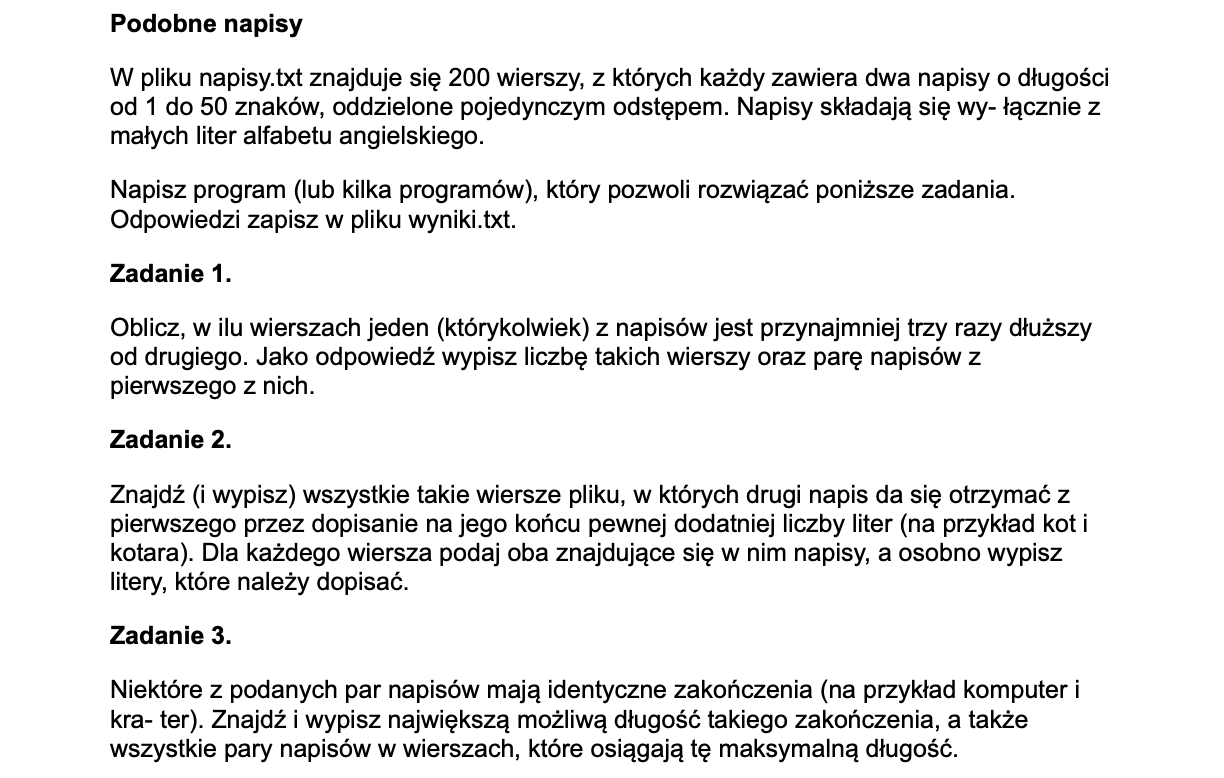 Podobne napisy
W pliku napisy.txt znajduje się 200 wierszy, z których każdy zawiera dwa napisy o długości
od 1 do 50 znaków, oddzielone pojedynczym odstępem. Napisy składają się wy- łącznie z
małych liter alfabetu angielskiego.
Napisz program (lub kilka programów), który pozwoli rozwiązać poniższe zadania.
Odpowiedzi zapisz w pliku wyniki.txt.
Zadanie 1.
Oblicz, w ilu wierszach jeden (którykolwiek) z napisów jest przynajmniej trzy razy dłuższy
od drugiego. Jako odpowiedź wypisz liczbę takich wierszy oraz parę napisów z
pierwszego z nich.
Zadanie 2.
Znajdź (i wypisz) wszystkie takie wiersze pliku, w których drugi napis da się otrzymać z
pierwszego przez dopisanie na jego końcu pewnej dodatniej liczby liter (na przykład kot i
kotara). Dla każdego wiersza podaj oba znajdujące się w nim napisy, a osobno wypisz
litery, które należy dopisać.
Zadanie 3.
Niektóre z podanych par napisów mają identyczne zakończenia (na przykład komputer i
kra- ter). Znajdź i wypisz największą możliwą długość takiego zakończenia, a także
wszystkie pary napisów w wierszach, które osiągają tę maksymalną długość.